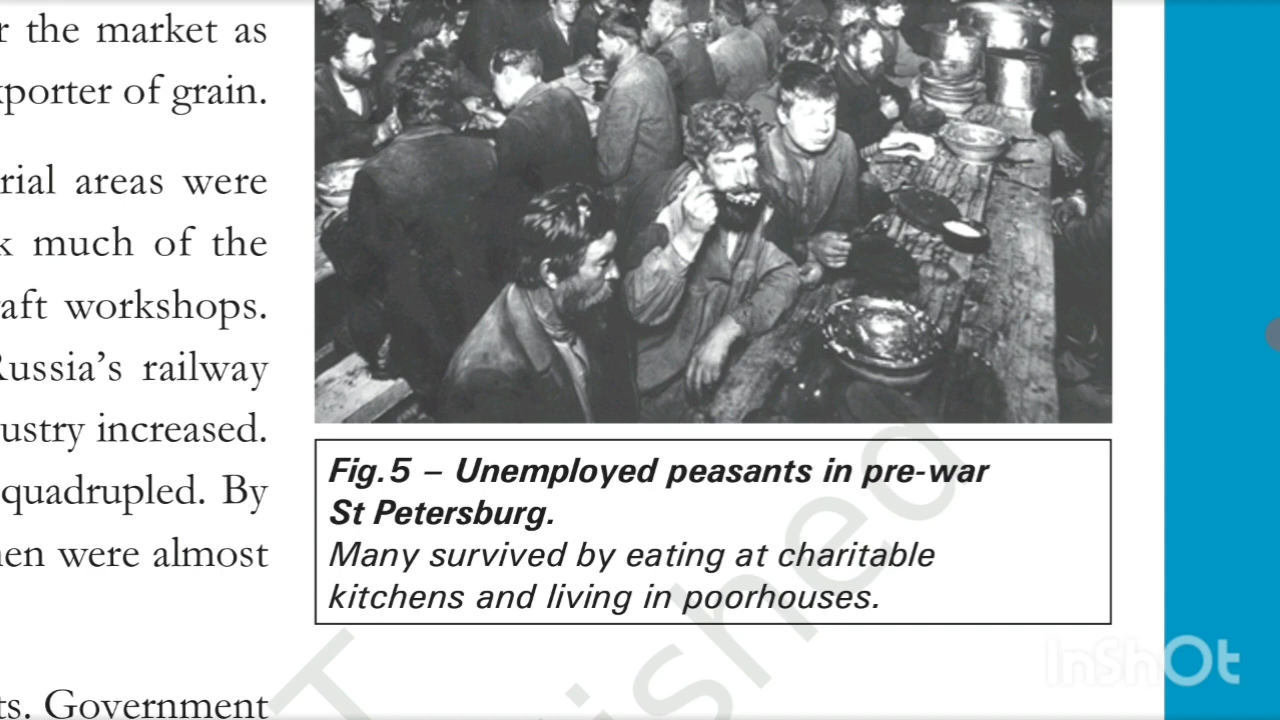 r the market as
xporter of grain.
rial areas were
k much of the
aft workshops.
Russia's railway
ustry increased.
quadrupled. By
en were almost
ts. Government
Fig. 5 – Unemployed peasants in pre-war
St Petersburg.
Many survived by eating at charitable
kitchens and living in poorhouses.
InShOt